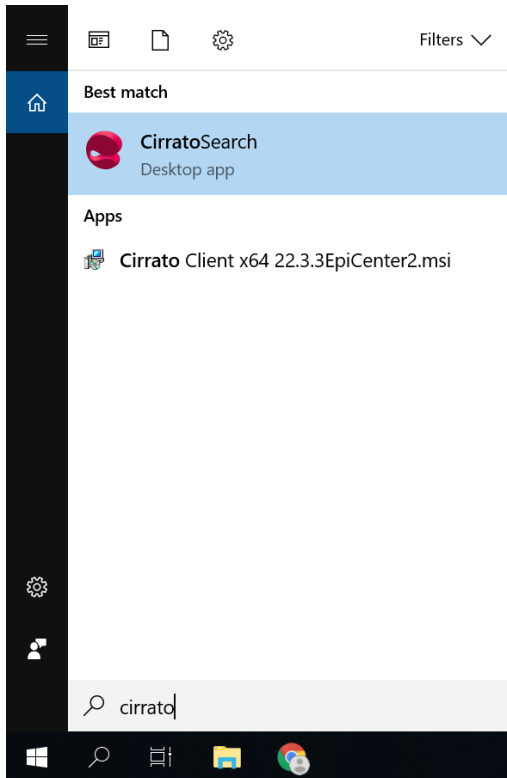 Filters
Best match
CirratoSearch
Desktop app
Apps
Cirrato Client x64 22.3.3EpiCenter2.msi
cirrato